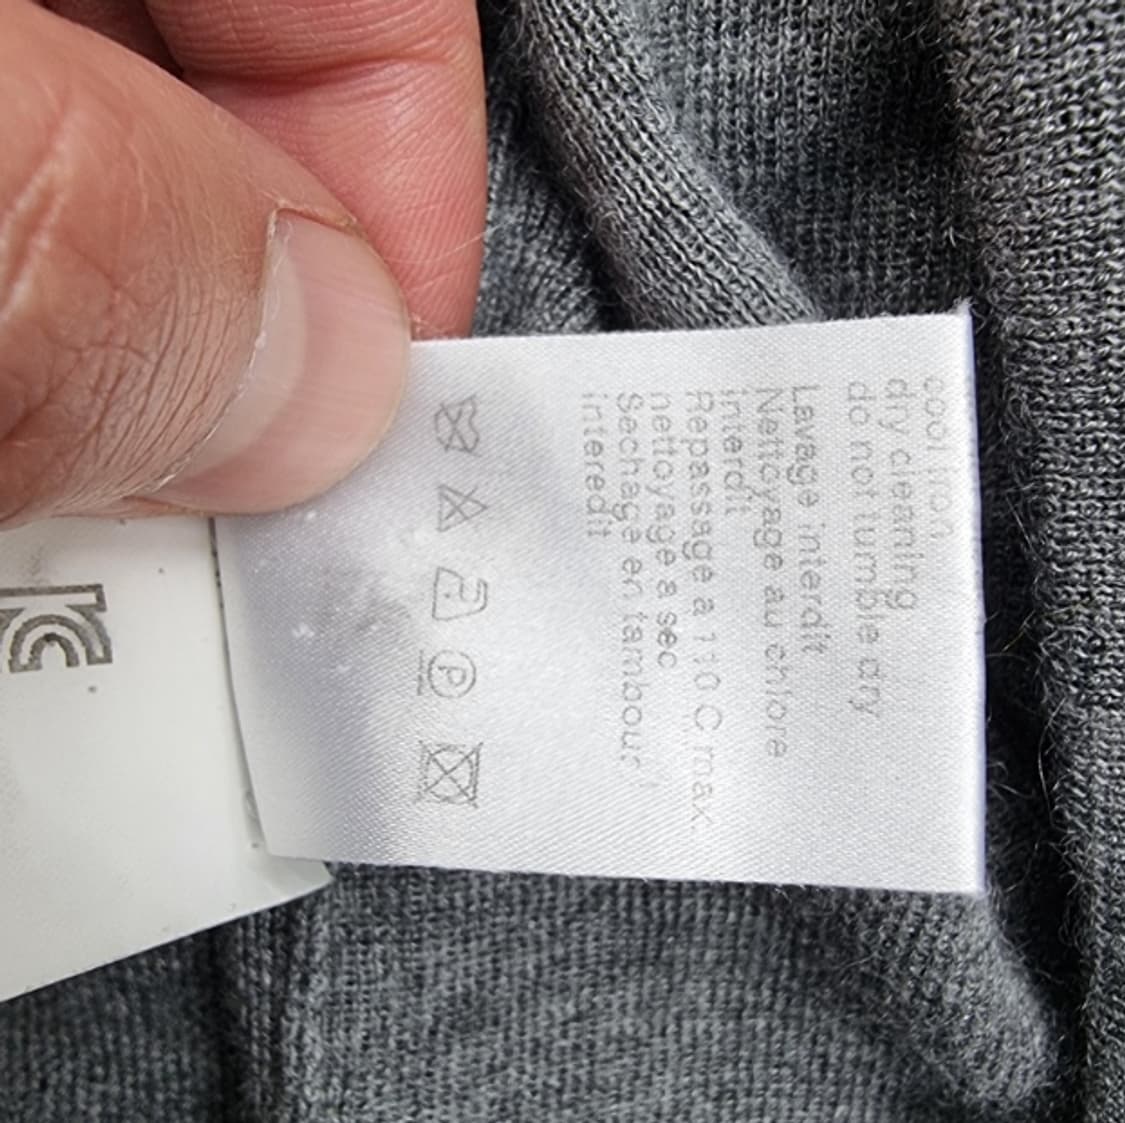 cool iron
dry cleaning
do not tumble dry
Lavage interdit
Nettoyage au chlore
interdit
Repassage a 110 C max.
nettoyage a sec
Sechage en tambour
interedit
P